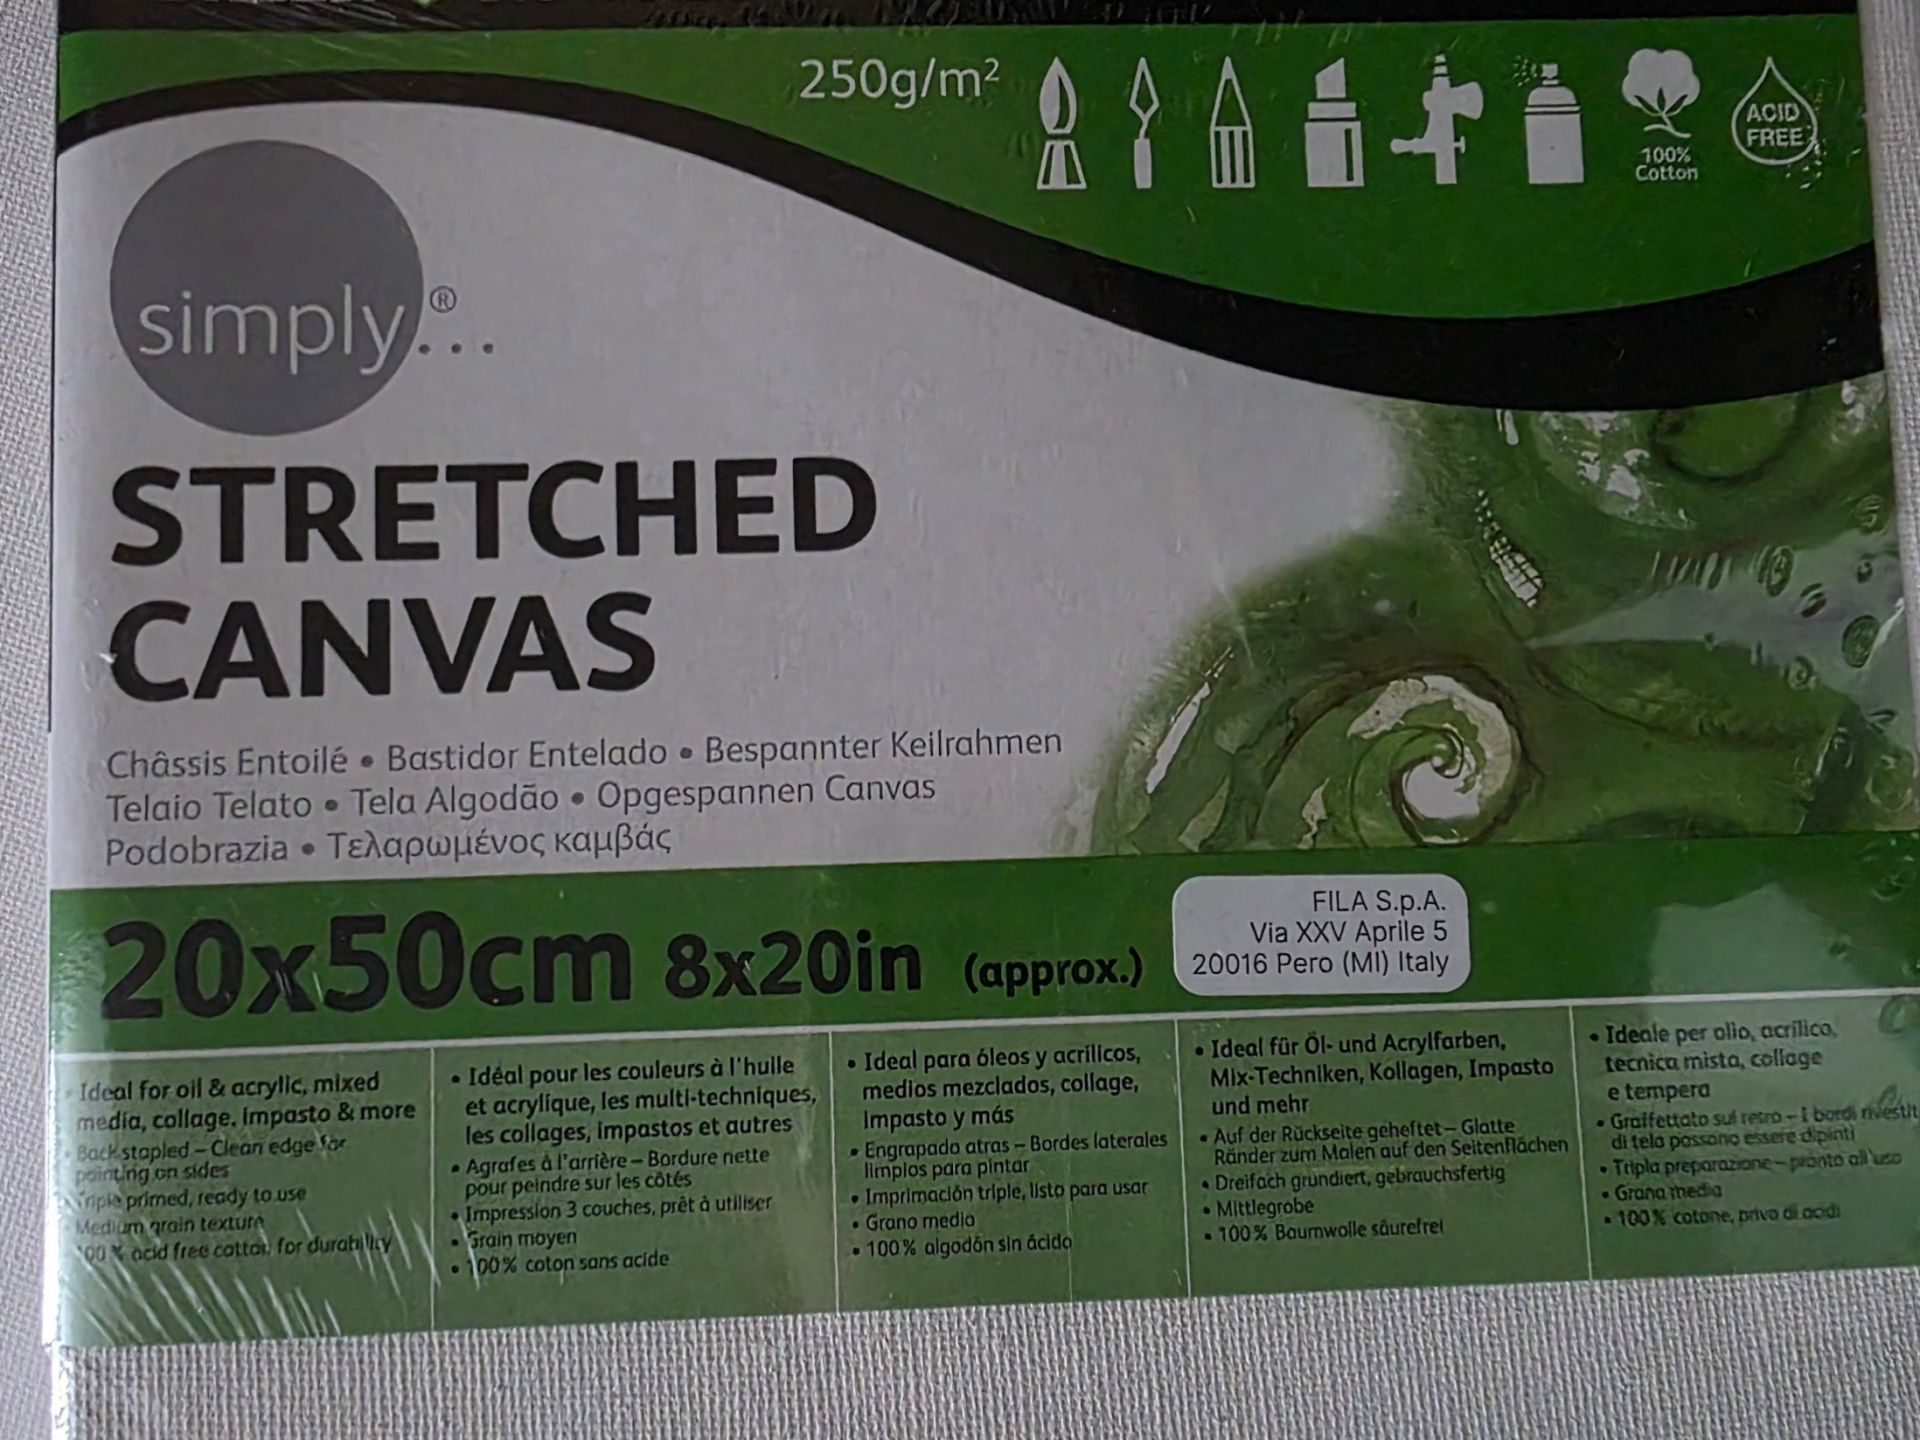 250g/m²
100%
Cotton
ACID
FREE
simply...®
STRETCHED
CANVAS
Châssis Entoilé • Bastidor Entelado • Bespannter Keilrahmen
Telaio Telato • Tela Algodão • Opgespannen Canvas
Podobrazia • Τελαρωμένος καμβάς
20x50cm 8x20in (approx.)
FILA S.p.A.
Via XXV Aprile 5
20016 Pero (MI) Italy
Ideal for oil & acrylic, mixed
media, collage, Impasto & more
Back stapled – Clean edge for
painting on sides
Triple primed, ready to use
Medium grain texture
100 % acid free cotton for durability
• Idéal pour les couleurs à l'huile
et acrylique, les multi-techniques,
les collages, impastos et autres
• Agrafes à l'arrière – Bordure nette
pour peindre sur les côtés
• Impression 3 couches, prêt à utiliser
• Grain moyen
• 100% coton sans acide
• Ideal para óleos y acrílicos,
medios mezclados, collage,
Impasto y más
• Engrapado atras – Bordes laterales
limpios para pintar
• Imprimación triple, listo para usar
• Grano medio
• 100% algodón sin ácido
• Ideal für Öl- und Acrylfarben,
Mix-Techniken, Kollagen, Impasto
und mehr
• Auf der Rückseite geheftet – Glatte
Ränder zum Malen auf den Seitenflächen
• Dreifach grundiert, gebrauchsfertig
• Mittlegrobe
• 100% Baumwolle säurefrei
• Ideale per olio, acrilico,
tecnica mista, collage
e tempera
• Graffettato sul retro – I bordi rivestit
di tela possono essere dipinti
• Tripla preparazione – pronto all'uso
• Grana media
• 100% cotone, privo di acidi